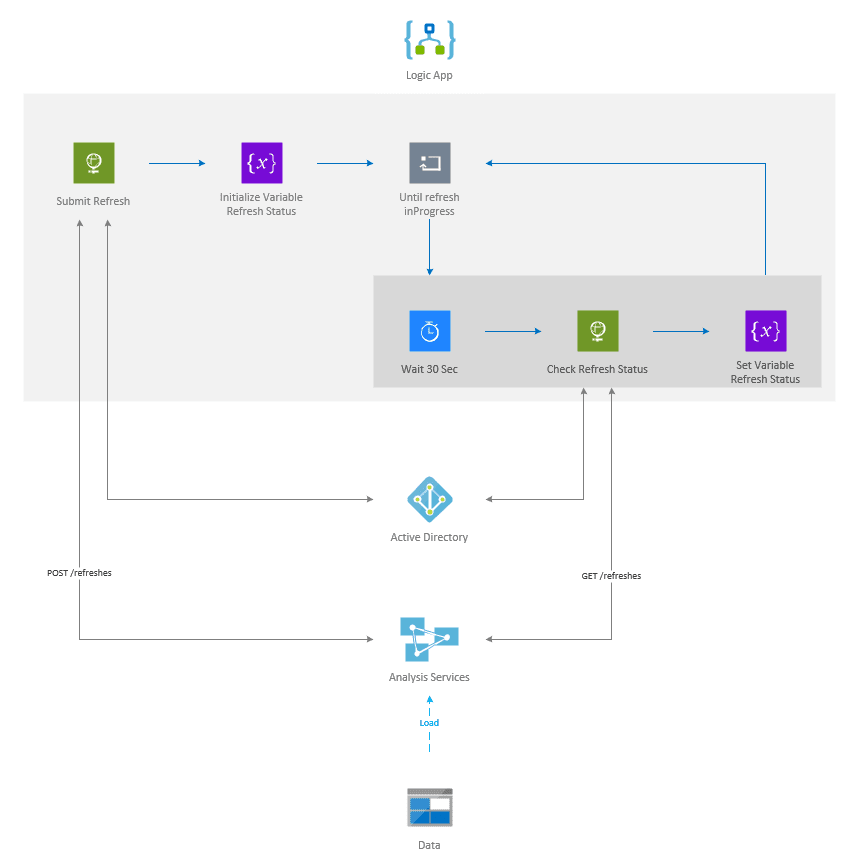 Logic App
Submit Refresh
Initialize Variable
Refresh Status
Until refresh
inProgress
Wait 30 Sec
Check Refresh Status
Set Variable
Refresh Status
Active Directory
POST /refreshes
GET /refreshes
Analysis Services
Load
Data